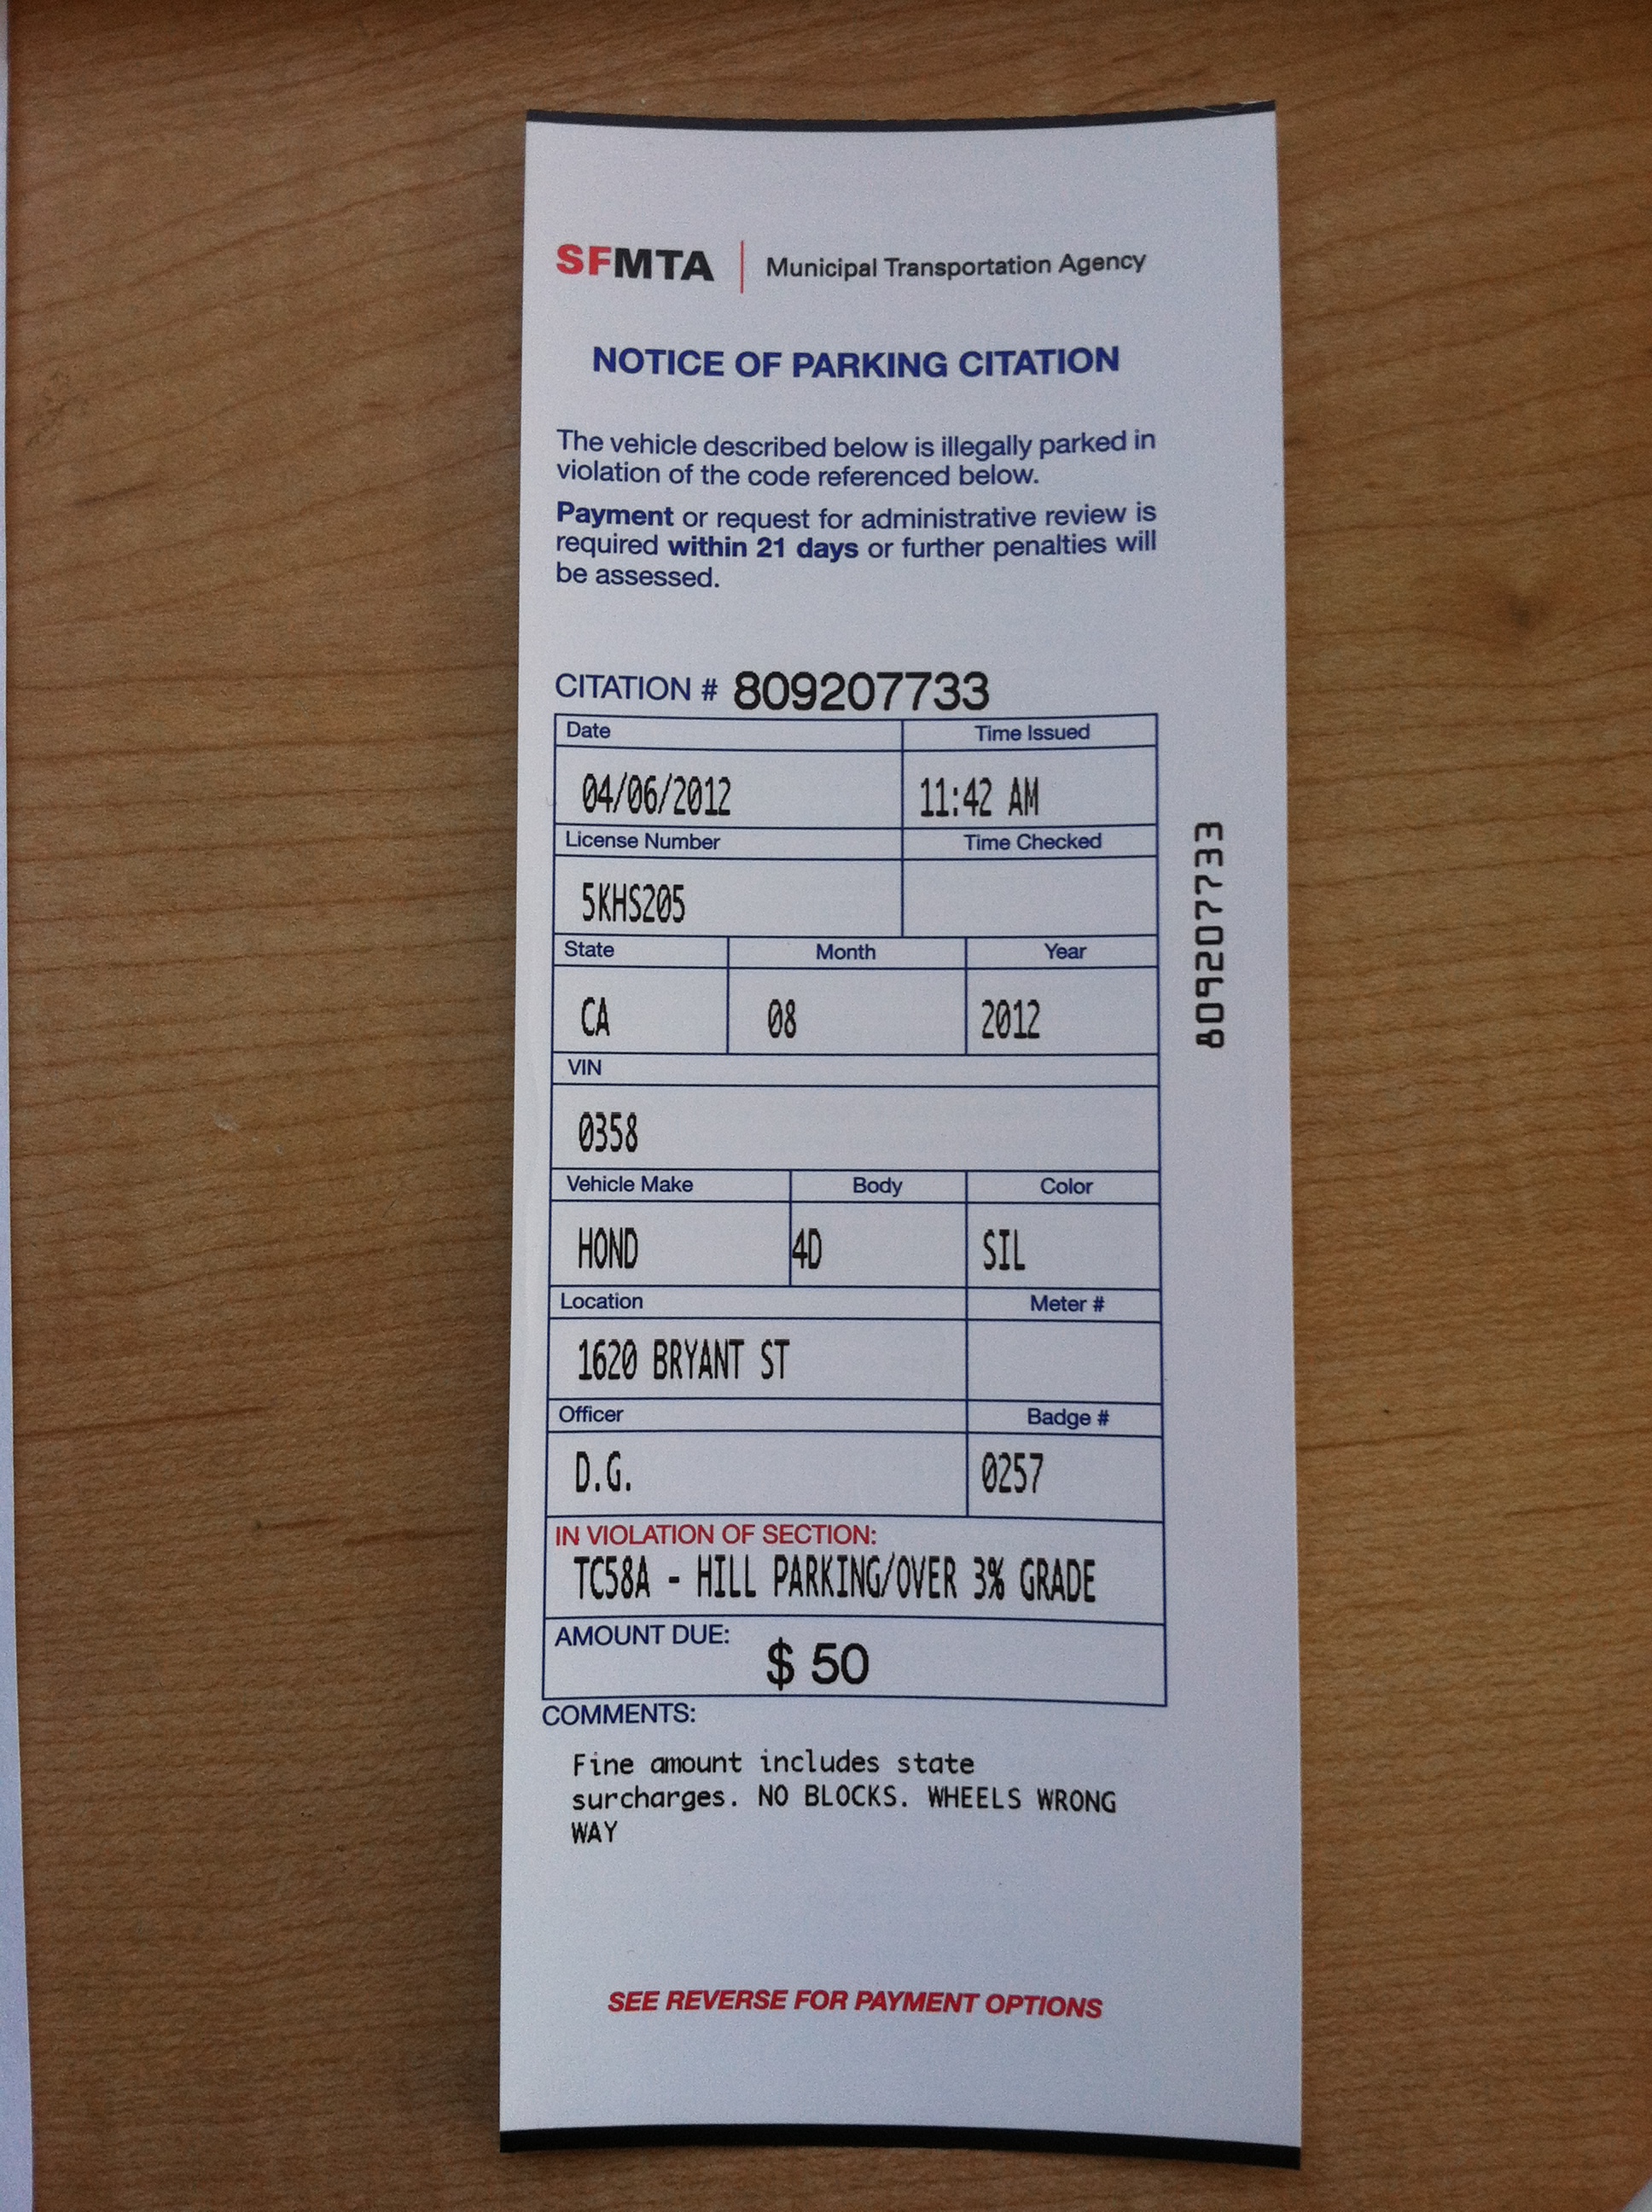 SFMTA | Municipal Transportation Agency
NOTICE OF PARKING CITATION
The vehicle described below is illegally parked in
violation of the code referenced below.
Payment or request for administrative review is
required within 21 days or further penalties will
be assessed.
CITATION # 809207733
Date Time Issued
04/06/2012 11:42 AM
License Number Time Checked
5KHS205
State Month Year
CA 08 2012
VIN
0358
Vehicle Make Body Color
HOND 4D SIL
Location Meter #
1620 BRYANT ST
Officer Badge #
D.G. 0257
IN VIOLATION OF SECTION:
TC58A - HILL PARKING/OVER 3% GRADE
AMOUNT DUE: $ 50
COMMENTS:
Fine amount includes state
surcharges. NO BLOCKS. WHEELS WRONG
WAY
SEE REVERSE FOR PAYMENT OPTIONS
809207733